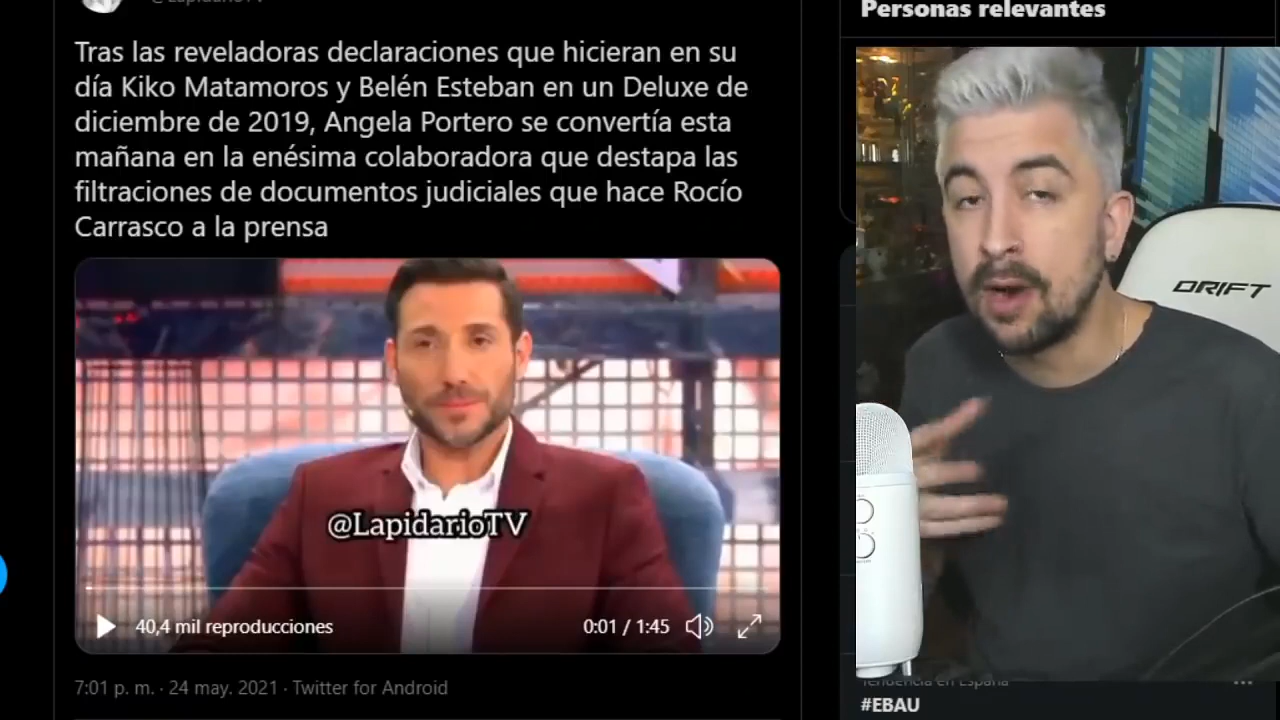 Personas relevantes
Tras las reveladoras declaraciones que hicieran en su
día Kiko Matamoros y Belén Esteban en un Deluxe de
diciembre de 2019, Angela Portero se convertía esta
mañana en la enésima colaboradora que destapa las
filtraciones de documentos judiciales que hace Rocío
Carrasco a la prensa
@LapidarioTV
40,4 mil reproducciones
0:01 / 1:45
7:01 p. m. · 24 may. 2021 · Twitter for Android
DRIFT
Tendencia en España
#EBAU